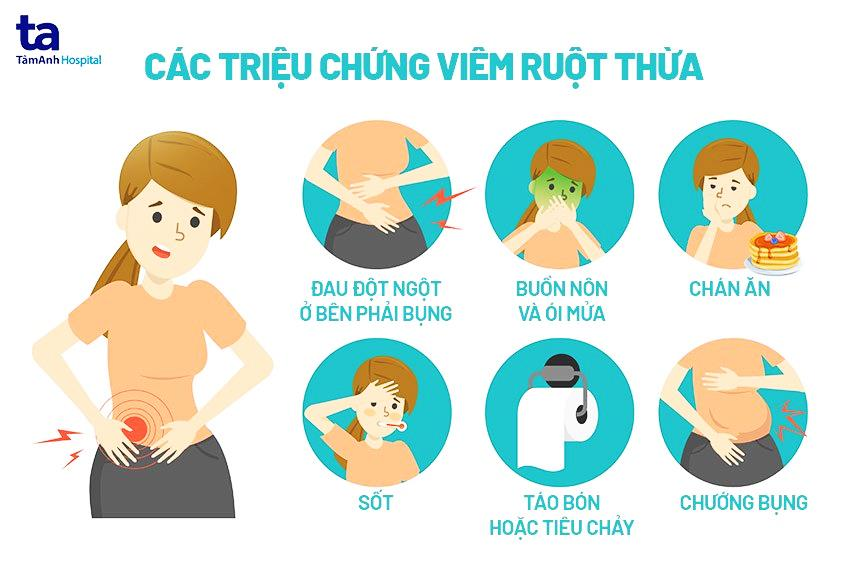 ta
TâmAnh Hospital
CÁC TRIỆU CHỨNG VIÊM RUỘT THỪA
ĐAU ĐỘT NGỘT
Ở BÊN PHẢI BỤNG
BUỒN NÔN
VÀ ÓI MỬA
CHÁN ĂN
SỐT
TÁO BÓN
HOẶC TIÊU CHẢY
CHƯỚNG BỤNG